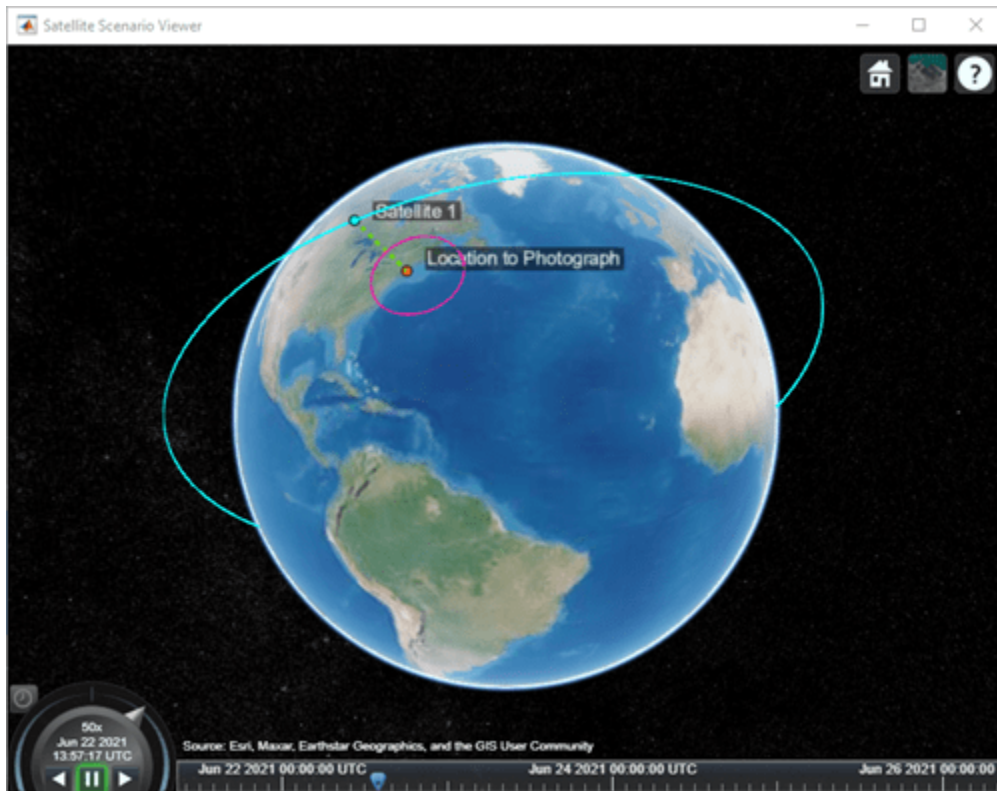 Satellite Scenario Viewer
?
Satellite 1
Location to Photograph
50x
Jun 22 2021
13:57:17 UTC
Source: Esri, Maxar, Earthstar Geographics, and the GIS User Community
Jun 22 2021 00:00:00 UTC
Jun 24 2021 00:00:00 UTC
Jun 26 2021 00:00:00